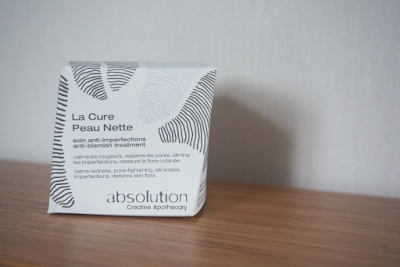 La Cure
Peau Nette
soin anti-imperfections
anti-blemish treatment
calme les rougeurs, resserre les pores, élimine
les imperfections, restaure la flore cutanée
calms redness, pore-tightening, eliminates
imperfections, restores skin flora
absolution
Creative Apothecary